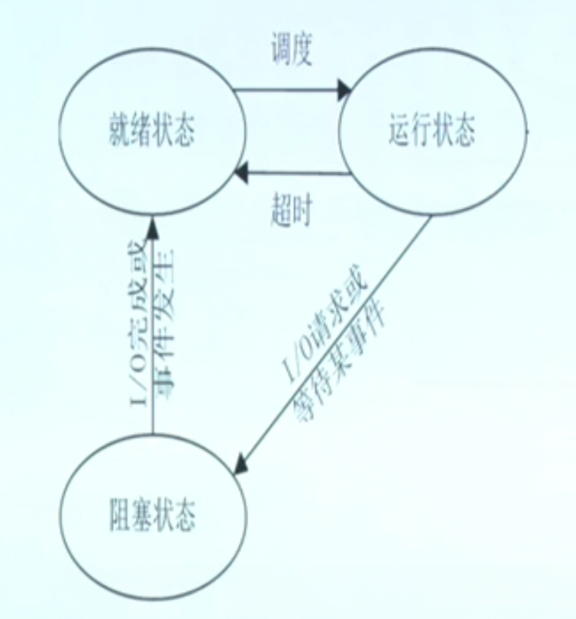 调度
就绪状态
运行状态
超时
I/O完成或
事件发生
I/O请求或
等待某事件
阻塞状态